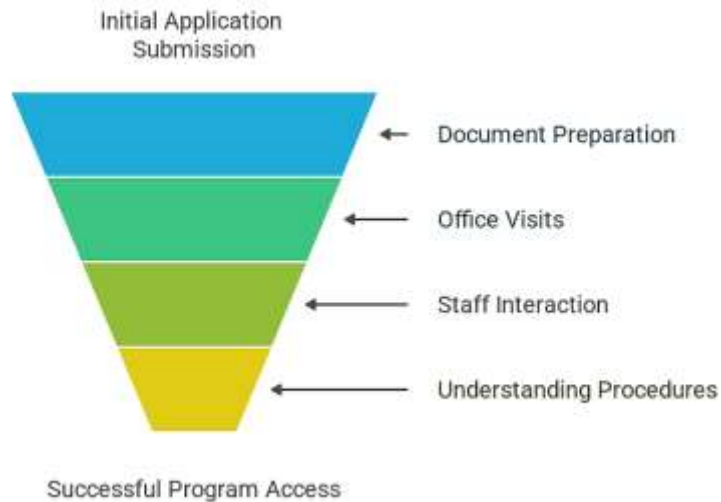 Initial Application
Submission
Document Preparation
Office Visits
Staff Interaction
Understanding Procedures
Successful Program Access